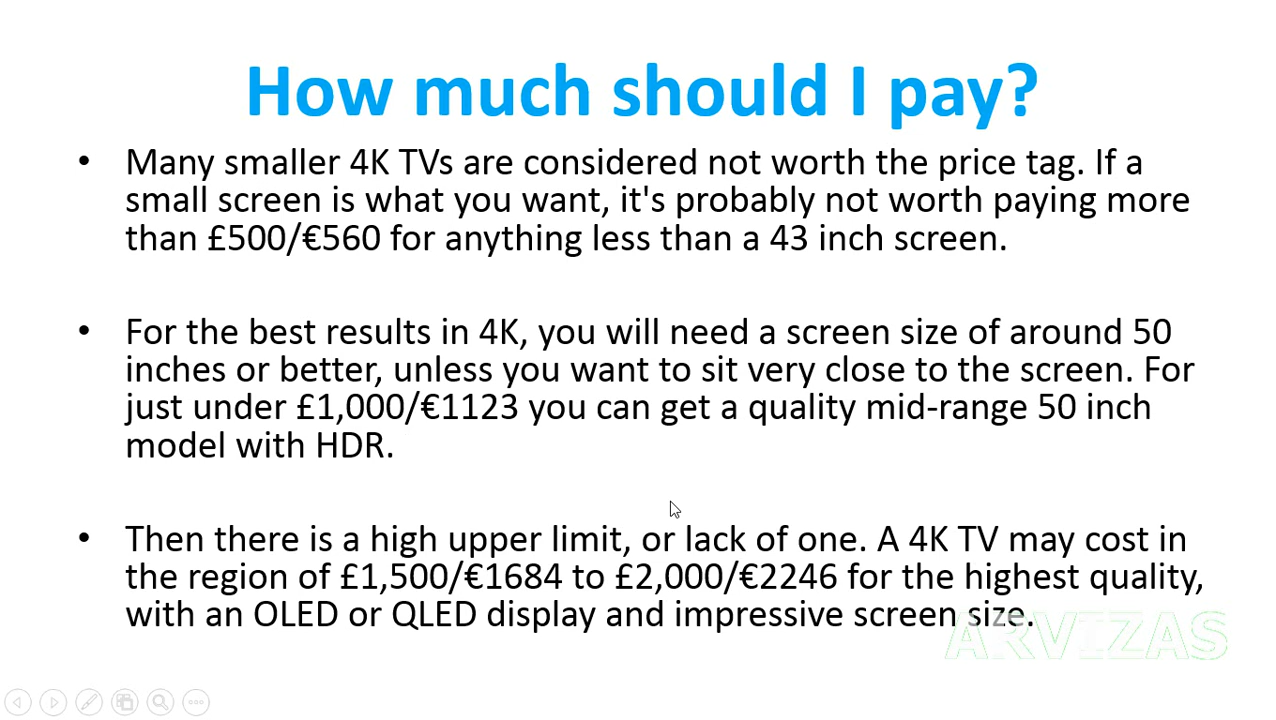 How much should I pay?
• Many smaller 4K TVs are considered not worth the price tag. If a
small screen is what you want, it's probably not worth paying more
than £500/€560 for anything less than a 43 inch screen.
• For the best results in 4K, you will need a screen size of around 50
inches or better, unless you want to sit very close to the screen. For
just under £1,000/€1123 you can get a quality mid-range 50 inch
model with HDR.
• Then there is a high upper limit, or lack of one. A 4K TV may cost in
the region of £1,500/€1684 to £2,000/€2246 for the highest quality,
with an OLED or QLED display and impressive screen size.
ARVIZAS